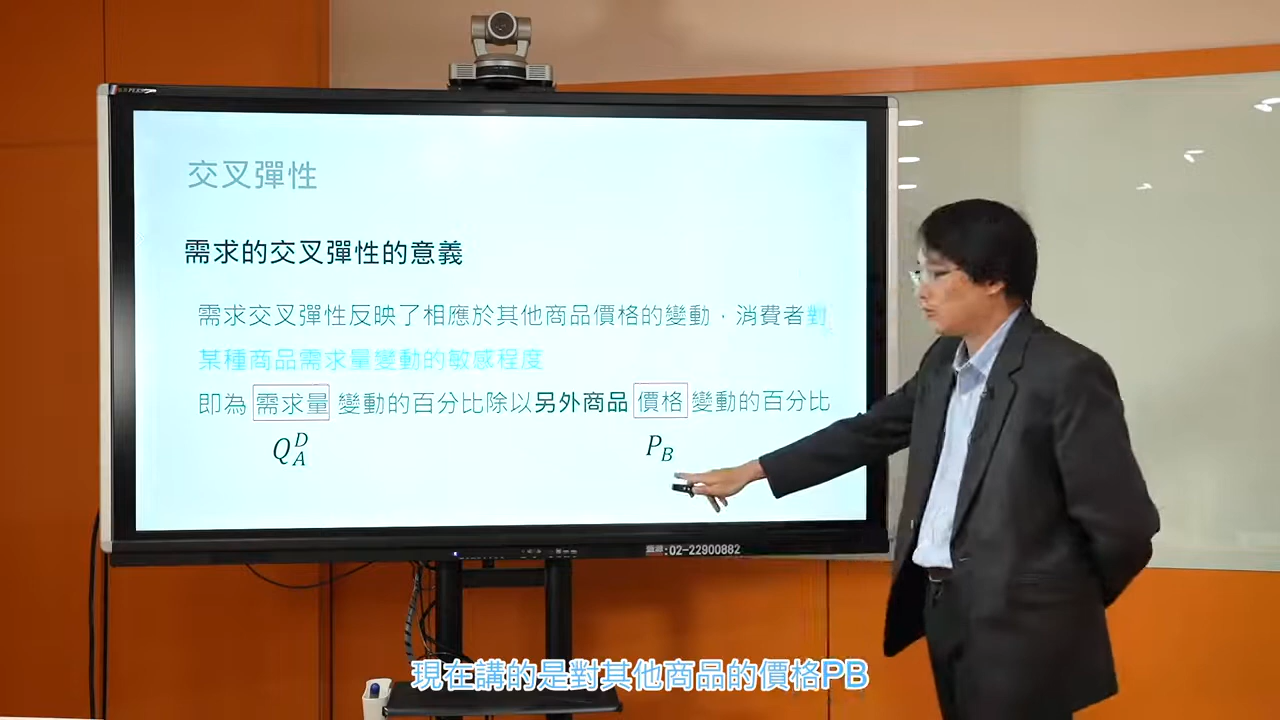 交叉彈性
需求的交叉彈性的意義
需求交叉彈性反映了相應於其他商品價格的變動，消費者對
某種商品需求量變動的敏感程度
即為 需求量 變動的百分比除以另外商品 價格 變動的百分比
Q_A^D P_B
:02-22900882
現在講的是對其他商品的價格PB